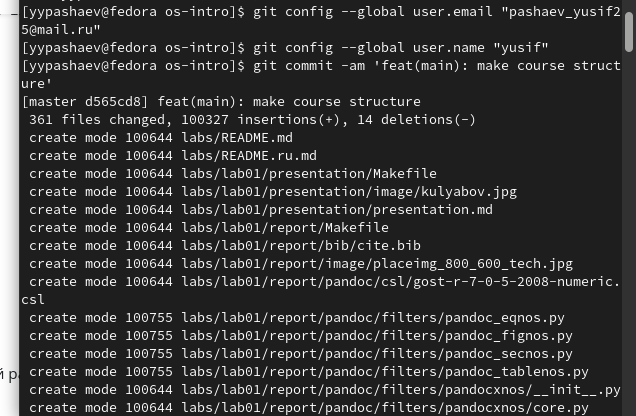 [yypashaev@fedora os-intro]$ git config --global user.email "pashaev_yusif2
5@mail.ru"
[yypashaev@fedora os-intro]$ git config --global user.name "yusif"
[yypashaev@fedora os-intro]$ git commit -am 'feat(main): make course struct
ure'
[master d565cd8] feat(main): make course structure
 361 files changed, 100327 insertions(+), 14 deletions(-)
 create mode 100644 labs/README.md
 create mode 100644 labs/README.ru.md
 create mode 100644 labs/lab01/presentation/Makefile
 create mode 100644 labs/lab01/presentation/image/kulyabov.jpg
 create mode 100644 labs/lab01/presentation/presentation.md
 create mode 100644 labs/lab01/report/Makefile
 create mode 100644 labs/lab01/report/bib/cite.bib
 create mode 100644 labs/lab01/report/image/placeimg_800_600_tech.jpg
 create mode 100644 labs/lab01/report/pandoc/csl/gost-r-7-0-5-2008-numeric.
csl
 create mode 100755 labs/lab01/report/pandoc/filters/pandoc_eqnos.py
 create mode 100755 labs/lab01/report/pandoc/filters/pandoc_fignos.py
 create mode 100755 labs/lab01/report/pandoc/filters/pandoc_secnos.py
 create mode 100755 labs/lab01/report/pandoc/filters/pandoc_tablenos.py
 create mode 100644 labs/lab01/report/pandoc/filters/pandocxnos/__init__.py
 create mode 100644 labs/lab01/report/pandoc/filters/pandocxnos/core.py